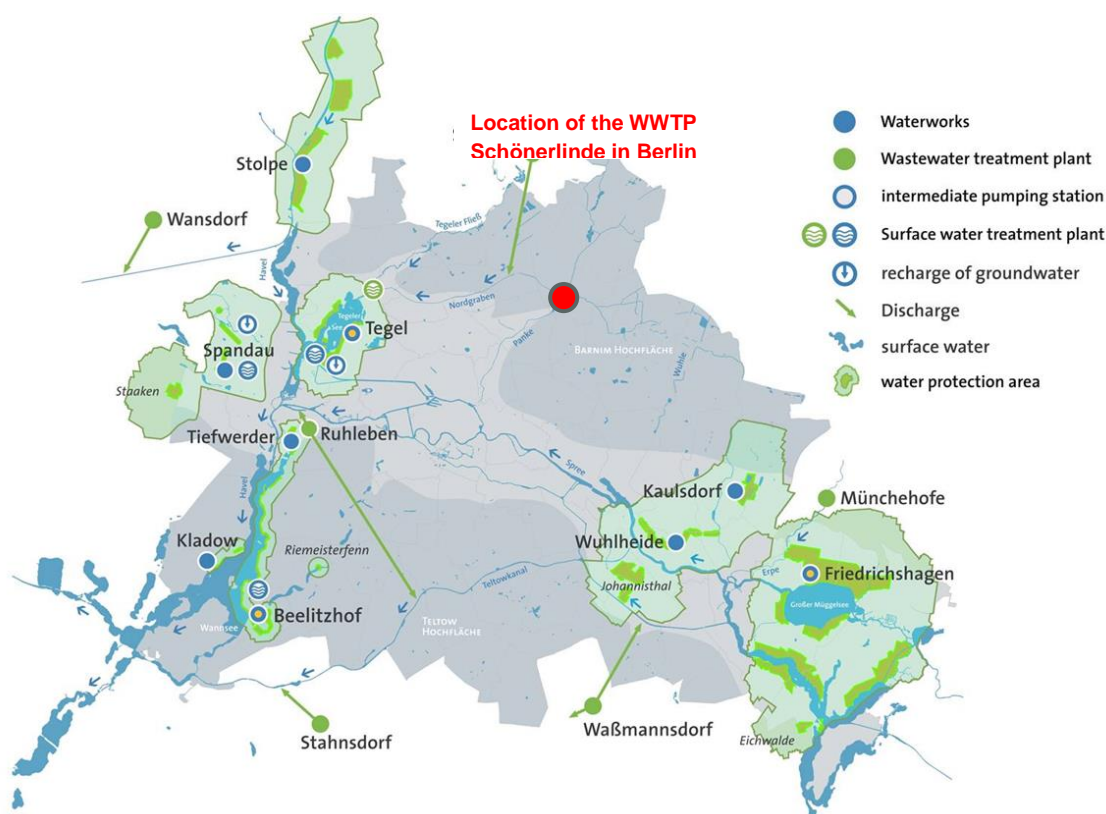 Location of the WWTP
Schönerlinde in Berlin
Stolpe
Wansdorf
Havel
Tegeler Fließ
Nordgraben
Panke
Tegeler
See
Tegel
Spandau
Staaken
BARNIM HOCHFLÄCHE
Wuhle
Tiefwerder
Ruhleben
Spree
Havel
Kaulsdorf
Münchehofe
Kladow
Riemeisterfenn
Wuhlheide
Erpe
Friedrichshagen
Johannisthal
Teltowkanal
Großer Müggelsee
Beelitzhof
Wannsee
TELTOW
HOCHFLÄCHE
Stahnsdorf
Waßmannsdorf
Eichwalde
Waterworks
Wastewater treatment plant
intermediate pumping station
Surface water treatment plant
recharge of groundwater
Discharge
surface water
water protection area